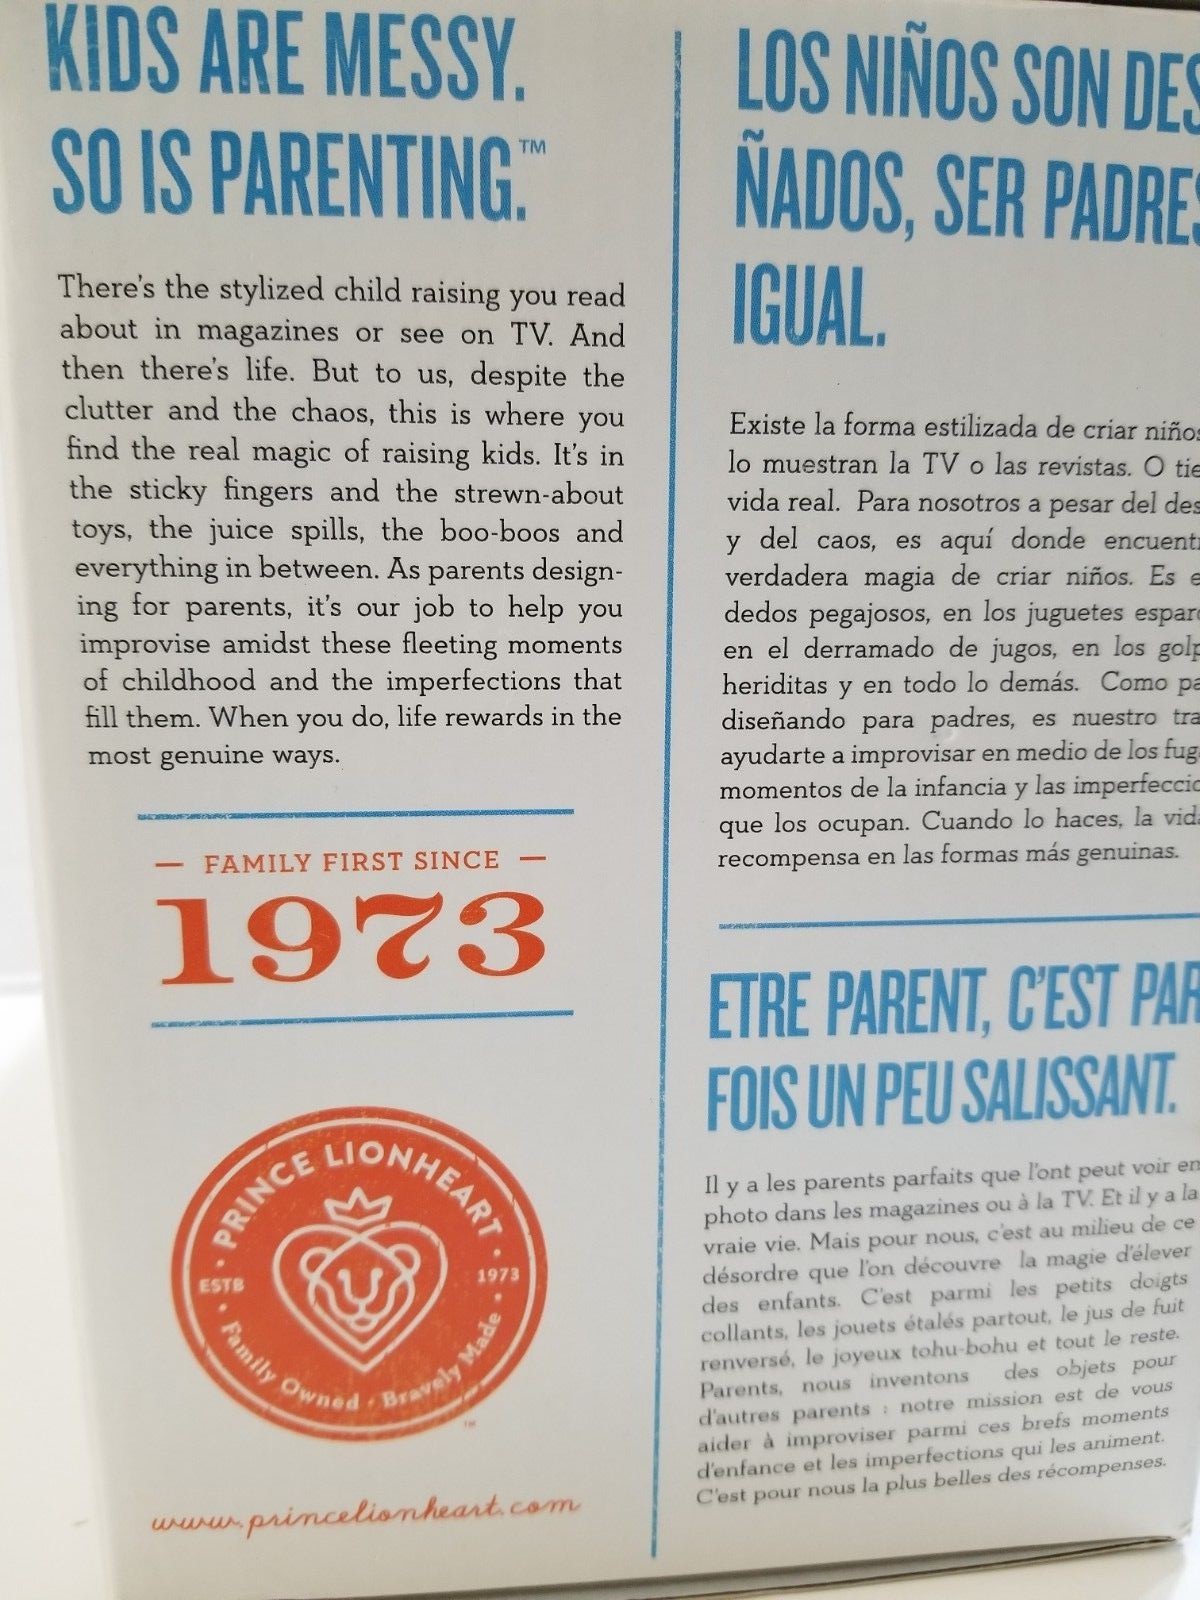 KIDS ARE MESSY.
SO IS PARENTING.™
There's the stylized child raising you read
about in magazines or see on TV. And
then there's life. But to us, despite the
clutter and the chaos, this is where you
find the real magic of raising kids. It's in
the sticky fingers and the strewn-about
toys, the juice spills, the boo-boos and
everything in between. As parents design-
ing for parents, it's our job to help you
improvise amidst these fleeting moments
of childhood and the imperfections that
fill them. When you do, life rewards in the
most genuine ways.
— FAMILY FIRST SINCE —
1973
PRINCE LIONHEART
ESTB
1973
Family Owned · Bravely Made
™
www.princelionheart.com
LOS NIÑOS SON DES
ÑADOS, SER PADRES
IGUAL.
Existe la forma estilizada de criar niños
lo muestran la TV o las revistas. O tie
vida real. Para nosotros a pesar del des
y del caos, es aquí donde encuentr
verdadera magia de criar niños. Es e
dedos pegajosos, en los juguetes esparc
en el derramado de jugos, en los golp
heriditas y en todo lo demás. Como pa
diseñando para padres, es nuestro tra
ayudarte a improvisar en medio de los fuga
momentos de la infancia y las imperfeccio
que los ocupan. Cuando lo haces, la vida
recompensa en las formas más genuinas.
ETRE PARENT, C'EST PAR
FOIS UN PEU SALISSANT.
Il y a les parents parfaits que l'ont peut voir en
photo dans les magazines ou à la TV. Et il y a la
vraie vie. Mais pour nous, c'est au milieu de ce
désordre que l'on découvre la magie d'élever
des enfants. C'est parmi les petits doigts
collants, les jouets étalés partout, le jus de fuit
renversé, le joyeux tohu-bohu et tout le reste.
Parents, nous inventons des objets pour
d'autres parents : notre mission est de vous
aider à improviser parmi ces brefs moments
d'enfance et les imperfections qui les animent.
C'est pour nous la plus belles des récompenses.